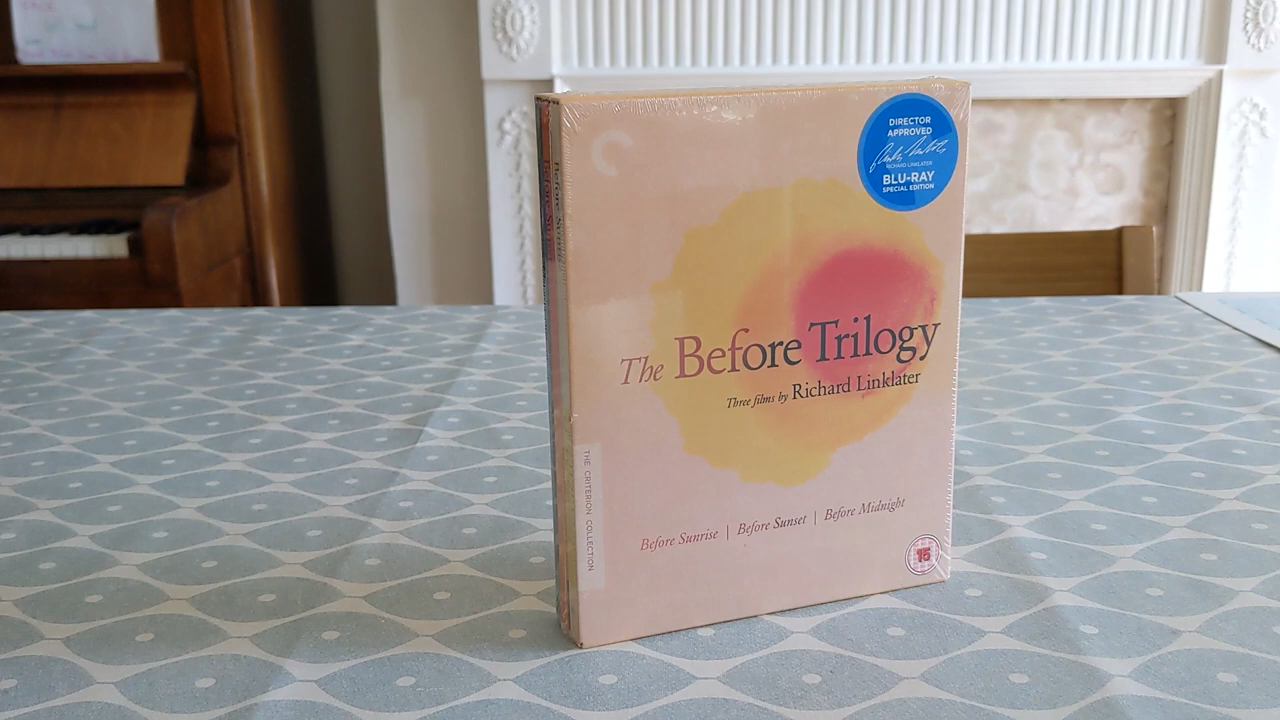 DIRECTOR
APPROVED
RICHARD LINKLATER
BLU-RAY
SPECIAL EDITION
The Before Trilogy
Three films by Richard Linklater
THE CRITERION COLLECTION
Before Sunrise | Before Sunset | Before Midnight
15